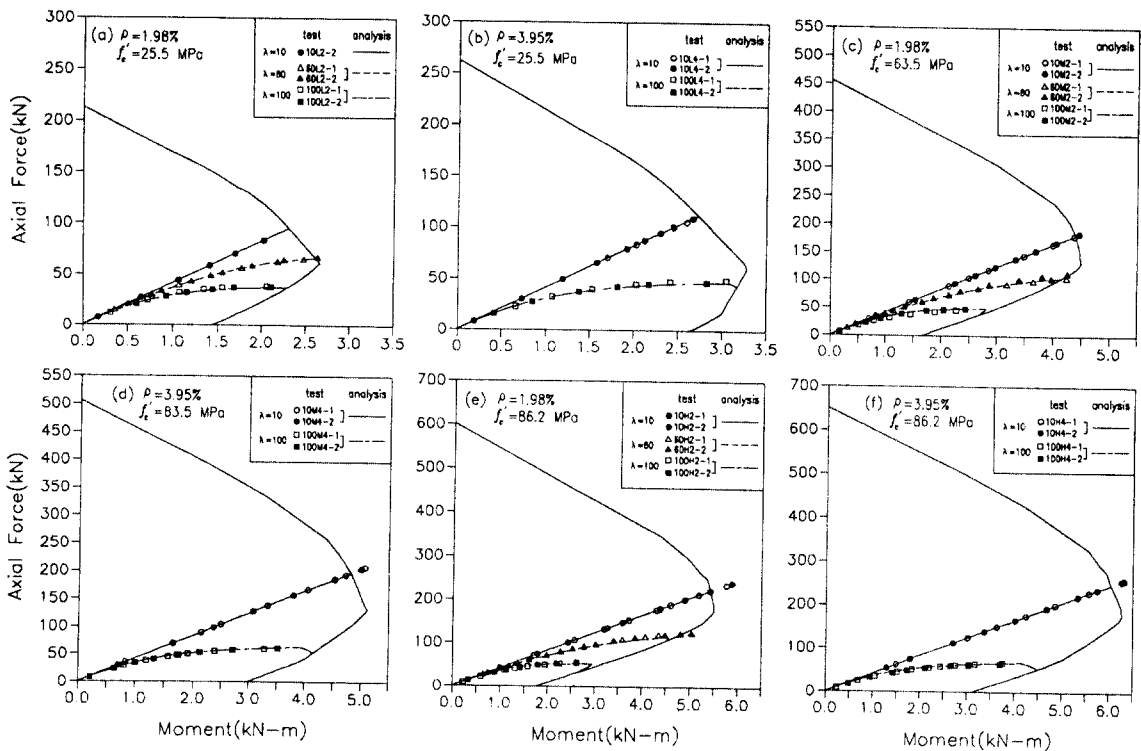 (a) ρ=1.98%
f c'=25.5 MPa
test analysis
λ=10 ●10L2-2
λ=60 △60L2-1
▲60L2-2
λ=100 □100L2-1
■100L2-2
300
250
200
150
100
50
0
0.0 0.5 1.0 1.5 2.0 2.5 3.0 3.5
Axial Force(kN)
(b) ρ=3.95%
f c'=25.5 MPa
test analysis
λ=10 ○10L4-1
●10L4-2
λ=100 □100L4-1
■100L4-2
300
250
200
150
100
50
0
0.0 0.5 1.0 1.5 2.0 2.5 3.0 3.5
(c) ρ=1.98%
f c'=63.5 MPa
test analysis
λ=10 ○10M2-1
●10M2-2
λ=60 △60M2-1
▲60M2-2
λ=100 □100M2-1
■100M2-2
550
500
450
400
350
300
250
200
150
100
50
0
0.0 1.0 2.0 3.0 4.0 5.0
(d) ρ=3.95%
f c'=63.5 MPa
test analysis
λ=10 ○10M4-1
●10M4-2
λ=100 □100M4-1
■100M4-2
550
500
450
400
350
300
250
200
150
100
50
0
0.0 1.0 2.0 3.0 4.0 5.0
Axial Force(kN)
Moment(kN-m)
(e) ρ=1.98%
f c'=86.2 MPa
test analysis
λ=10 ●10H2-1
●10H2-2
λ=60 △60H2-1
▲60H2-2
λ=100 □100H2-1
■100H2-2
700
600
500
400
300
200
100
0
0.0 1.0 2.0 3.0 4.0 5.0 6.0
Moment(kN-m)
(f) ρ=3.95%
f c'=86.2 MPa
test analysis
λ=10 ○10H4-1
●10H4-2
λ=100 □100H4-1
■100H4-2
700
600
500
400
300
200
100
0
0.0 1.0 2.0 3.0 4.0 5.0 6.0
Moment(kN-m)